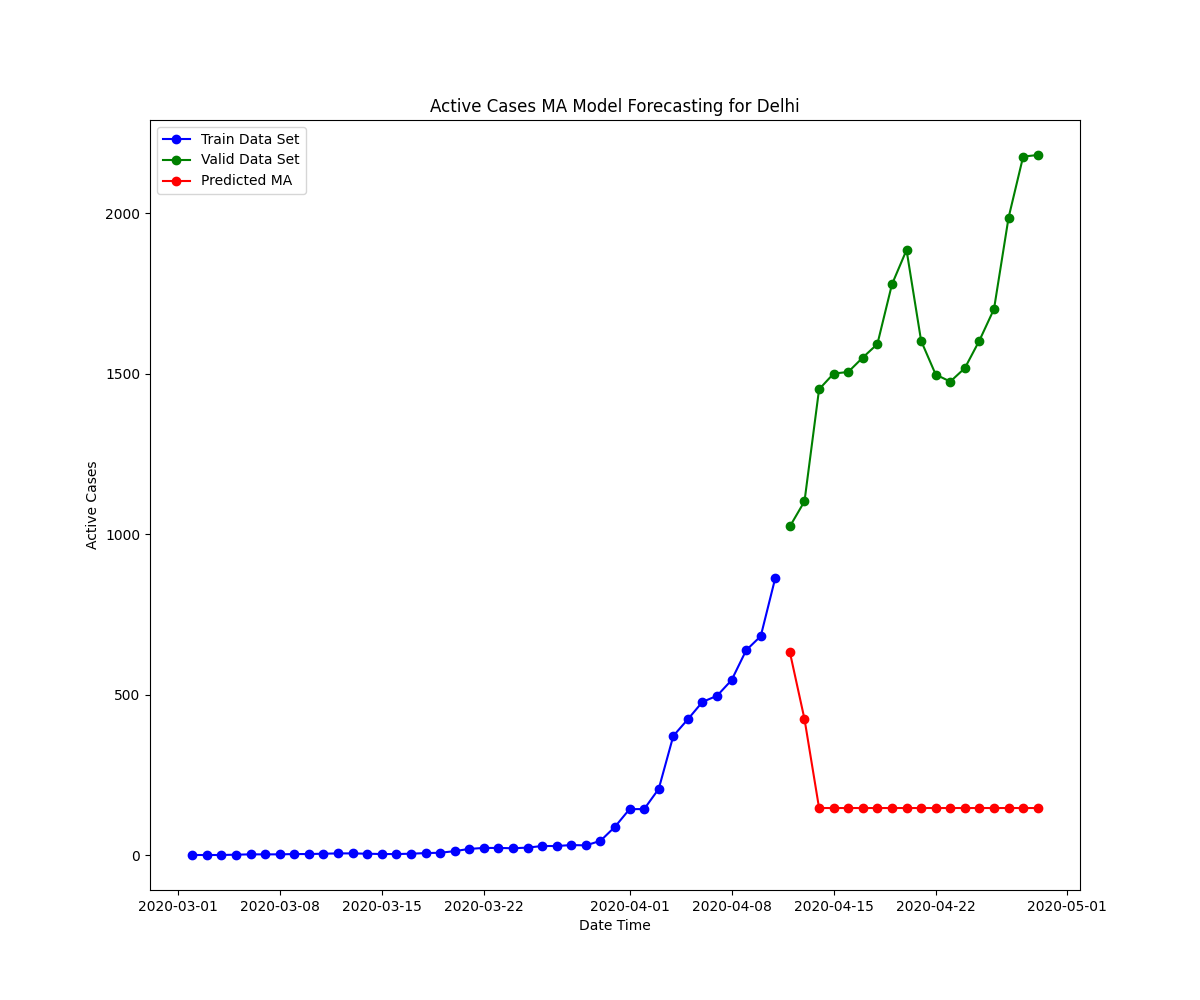 Active Cases MA Model Forecasting for Delhi
Train Data Set
Valid Data Set
Predicted MA
2000
1500
1000
500
0
Active Cases
2020-03-01 2020-03-08 2020-03-15 2020-03-22 2020-04-01 2020-04-08 2020-04-15 2020-04-22 2020-05-01
Date Time